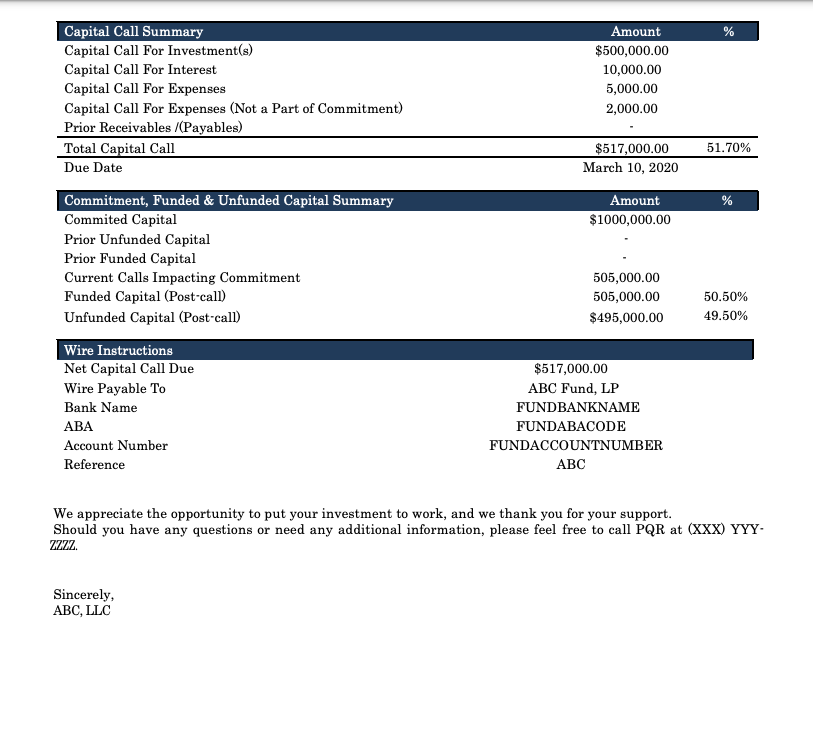 Capital Call Summary Amount %
Capital Call For Investment(s) $500,000.00
Capital Call For Interest 10,000.00
Capital Call For Expenses 5,000.00
Capital Call For Expenses (Not a Part of Commitment) 2,000.00
Prior Receivables /(Payables) -
Total Capital Call $517,000.00 51.70%
Due Date March 10, 2020
Commitment, Funded & Unfunded Capital Summary Amount %
Commited Capital $1000,000.00
Prior Unfunded Capital -
Prior Funded Capital -
Current Calls Impacting Commitment 505,000.00
Funded Capital (Post-call) 505,000.00 50.50%
Unfunded Capital (Post-call) $495,000.00 49.50%
Wire Instructions
Net Capital Call Due $517,000.00
Wire Payable To ABC Fund, LP
Bank Name FUNDBANKNAME
ABA FUNDABACODE
Account Number FUNDACCOUNTNUMBER
Reference ABC
We appreciate the opportunity to put your investment to work, and we thank you for your support.
Should you have any questions or need any additional information, please feel free to call PQR at (XXX) YYY-
ZZZZ.
Sincerely,
ABC, LLC